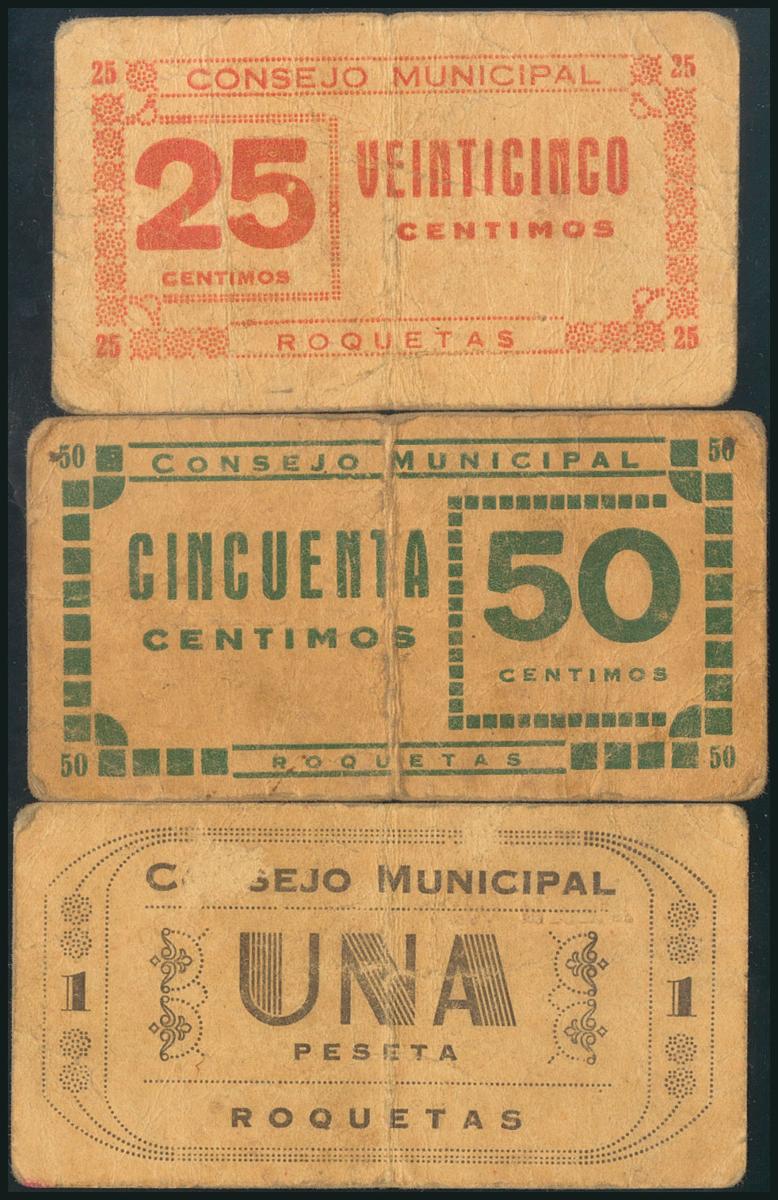 25 CONSEJO MUNICIPAL 25
25 VEINTICINCO
CENTIMOS
CENTIMOS
25 ROQUETAS 25
50 CONSEJO MUNICIPAL 50
CINCUENTA 50
CENTIMOS
CENTIMOS
50 ROQUETAS 50
MUNICIPAL
1 UNA 1
PESETA
ROQUETAS